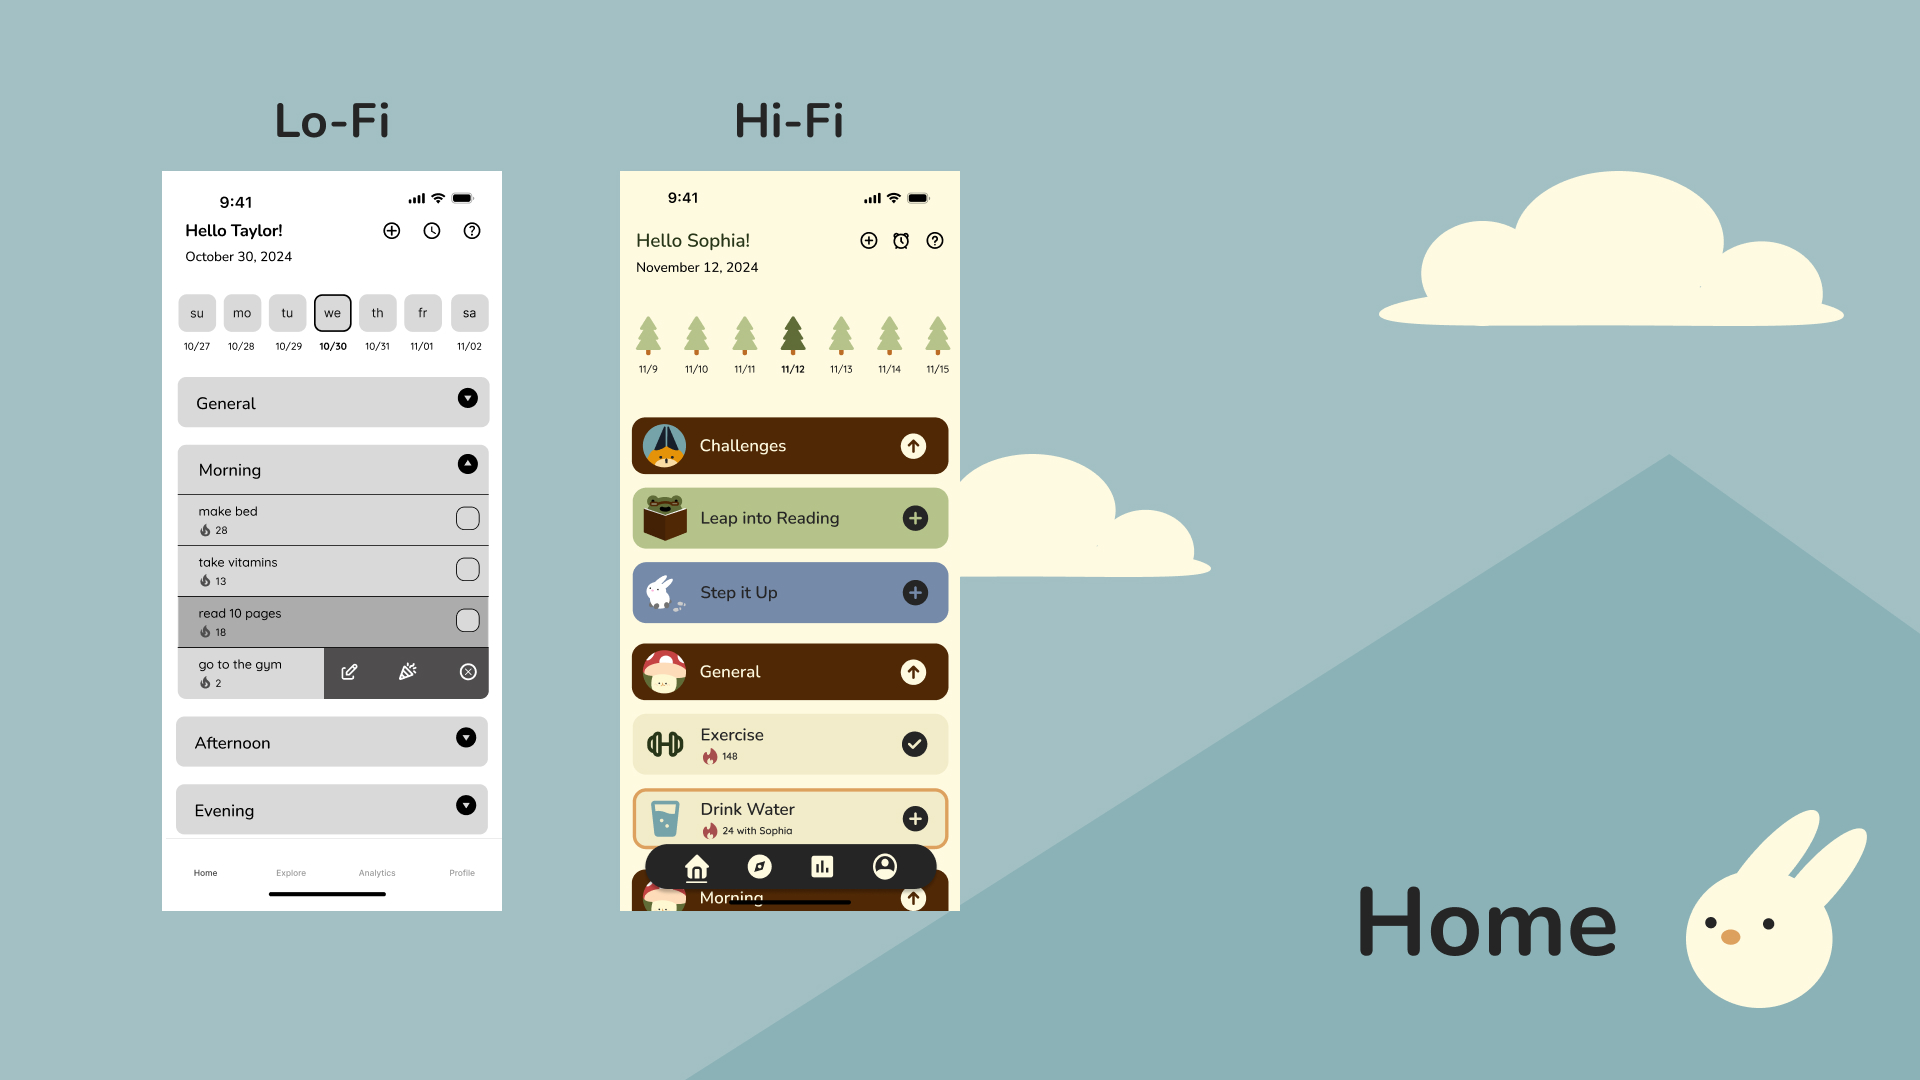 Lo-Fi
9:41
Hello Taylor!
October 30, 2024
su mo tu we th fr sa
10/27 10/28 10/29 10/30 10/31 11/01 11/02
General
Morning
make bed
28
take vitamins
13
read 10 pages
18
go to the gym
2
Afternoon
Evening
Home Explore Analytics Profile
Hi-Fi
9:41
Hello Sophia!
November 12, 2024
11/9 11/10 11/11 11/12 11/13 11/14 11/15
Challenges
Leap into Reading
Step it Up
General
Exercise
148
Drink Water
24 with Sophia
Morning
Home